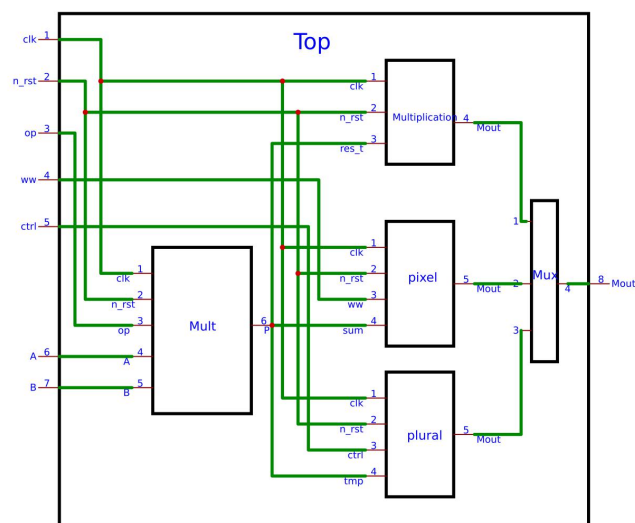 Top
clk 1
n_rst 2
op 3
ww 4
ctrl 5
A 6
B 7
1 clk
2 n_rst
3 op
4 A
5 B
Mult
6 P
1 clk
2 n_rst
3 res_t
Multiplication
4 Mout
1 clk
2 n_rst
3 ww
4 sum
pixel
5 Mout
1 clk
2 n_rst
3 ctrl
4 tmp
plural
5 Mout
1
2
3
Mux
4
8 Mout